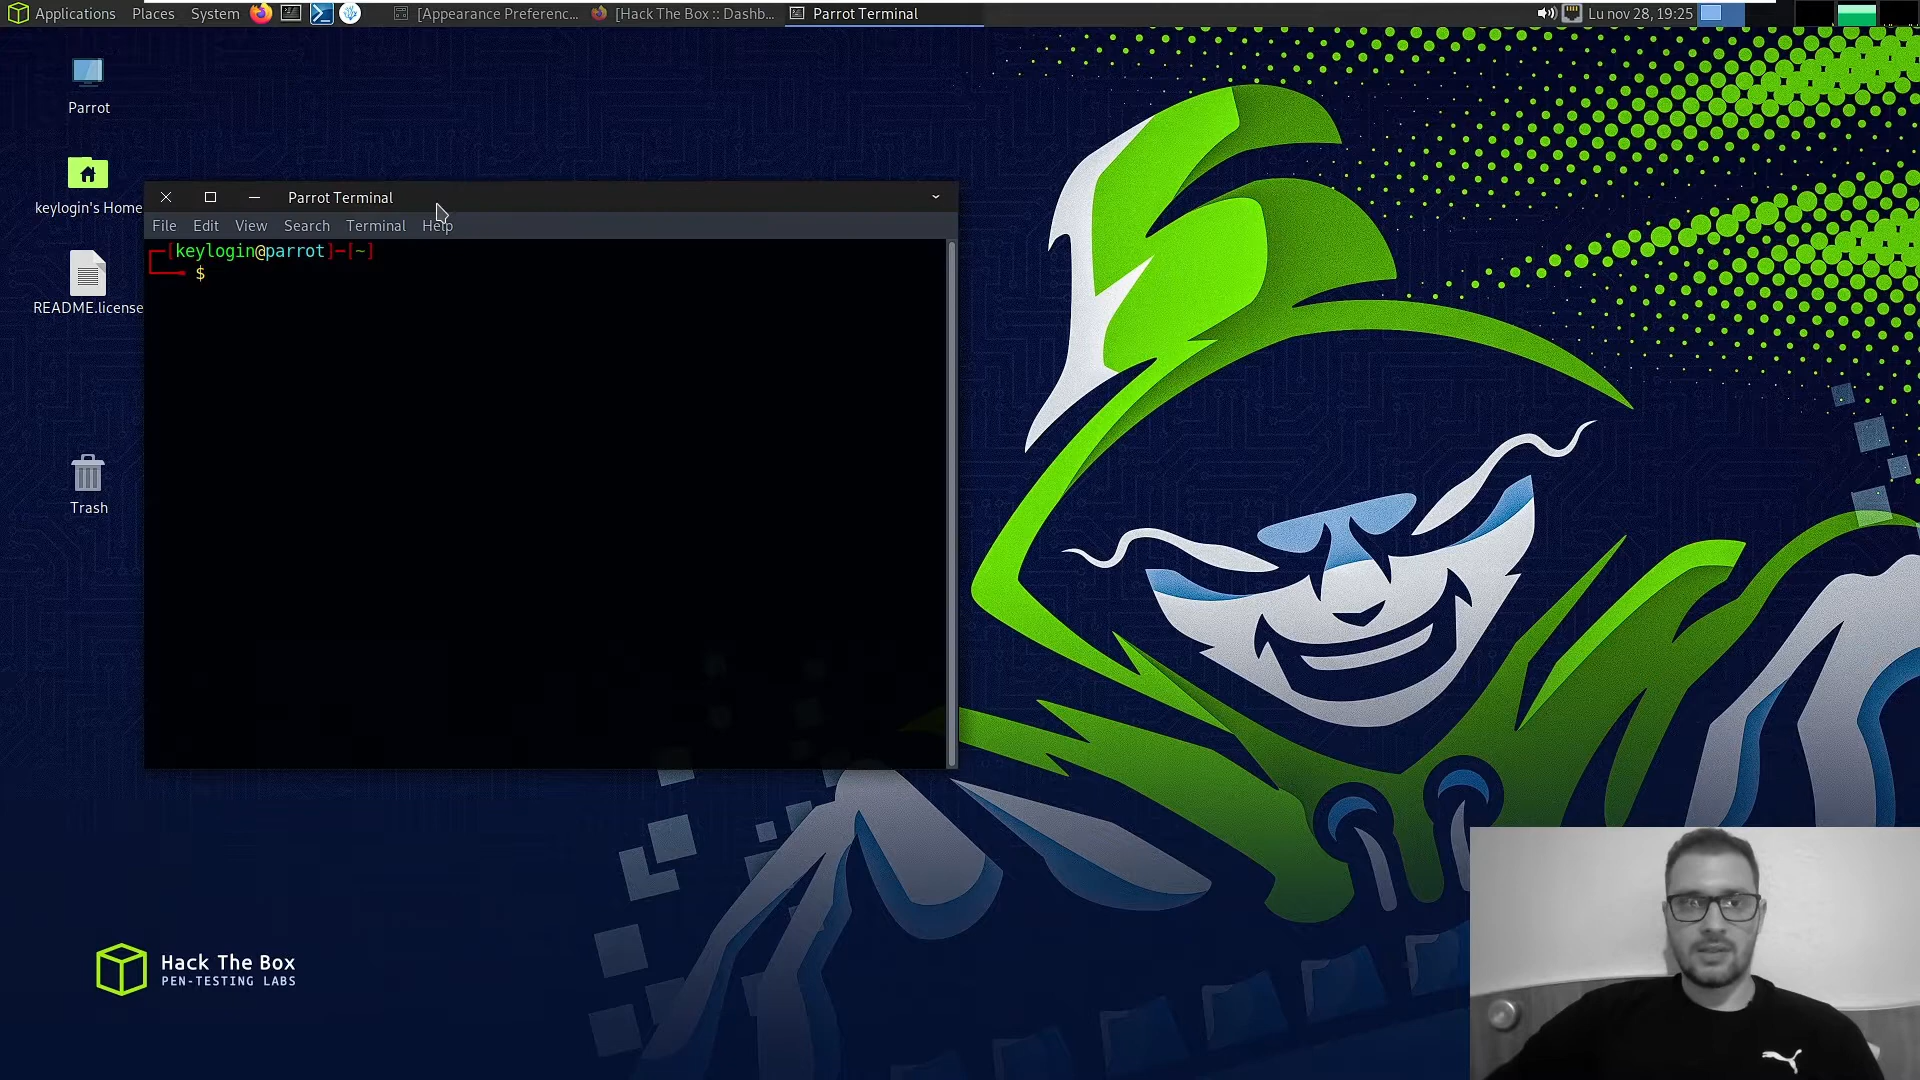 Applications Places System [Appearance Preferenc... [Hack The Box :: Dashb... Parrot Terminal Lu nov 28, 19:25
Parrot
keylogin's Home
README.license
Trash
Parrot Terminal
File Edit View Search Terminal Help
[keylogin@parrot]-[~]
$
Hack The Box
PEN-TESTING LABS